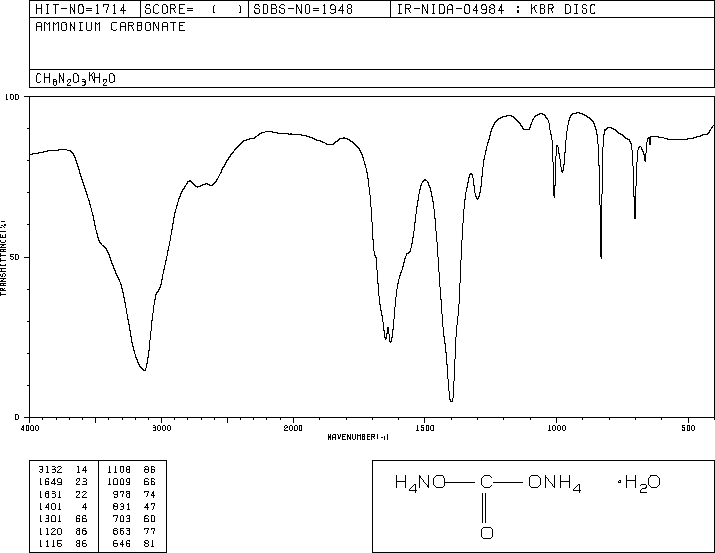 HIT-NO=1714 SCORE= ( ) SDBS-NO=1948 IR-NIDA-04984 : KBR DISC
AMMONIUM CARBONATE
CH8N2O3·H2O
100
50
0
TRANSMITTANCE(%)
4000 3000 2000 1500 1000 500
WAVENUMBER(-1)
3132 14 1108 86
1649 23 1009 66
1631 22 978 74
1401 4 831 47
1301 66 703 60
1120 86 663 77
1115 86 646 81
H4NO C ONH4 ·H2O
O